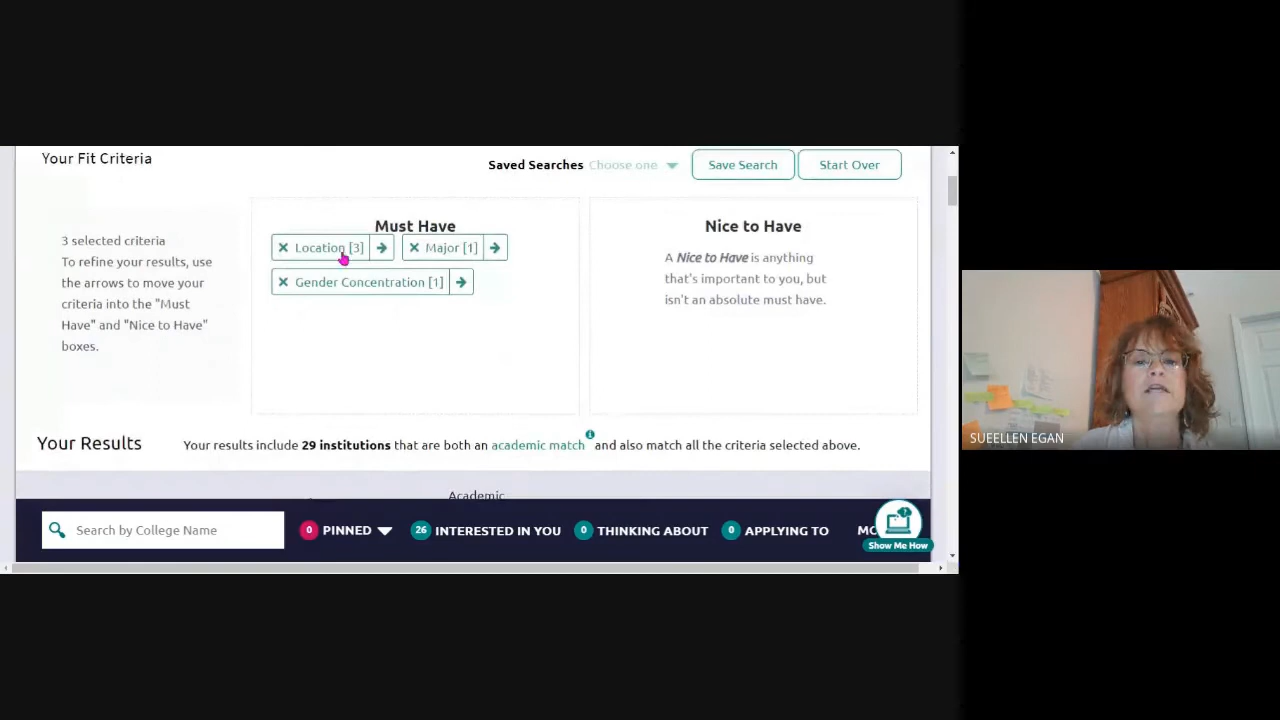 Your Fit Criteria
Saved Searches Choose one Save Search Start Over
3 selected criteria
To refine your results, use
the arrows to move your
criteria into the "Must
Have" and "Nice to Have"
boxes.
Must Have
Location [3] Major [1]
Gender Concentration [1]
Nice to Have
A Nice to Have is anything
that's important to you, but
isn't an absolute must have.
Your Results Your results include 29 institutions that are both an academic match and also match all the criteria selected above.
Academic
Search by College Name 0 PINNED 26 INTERESTED IN YOU 0 THINKING ABOUT 0 APPLYING TO
Show Me How
SUEELLEN EGAN